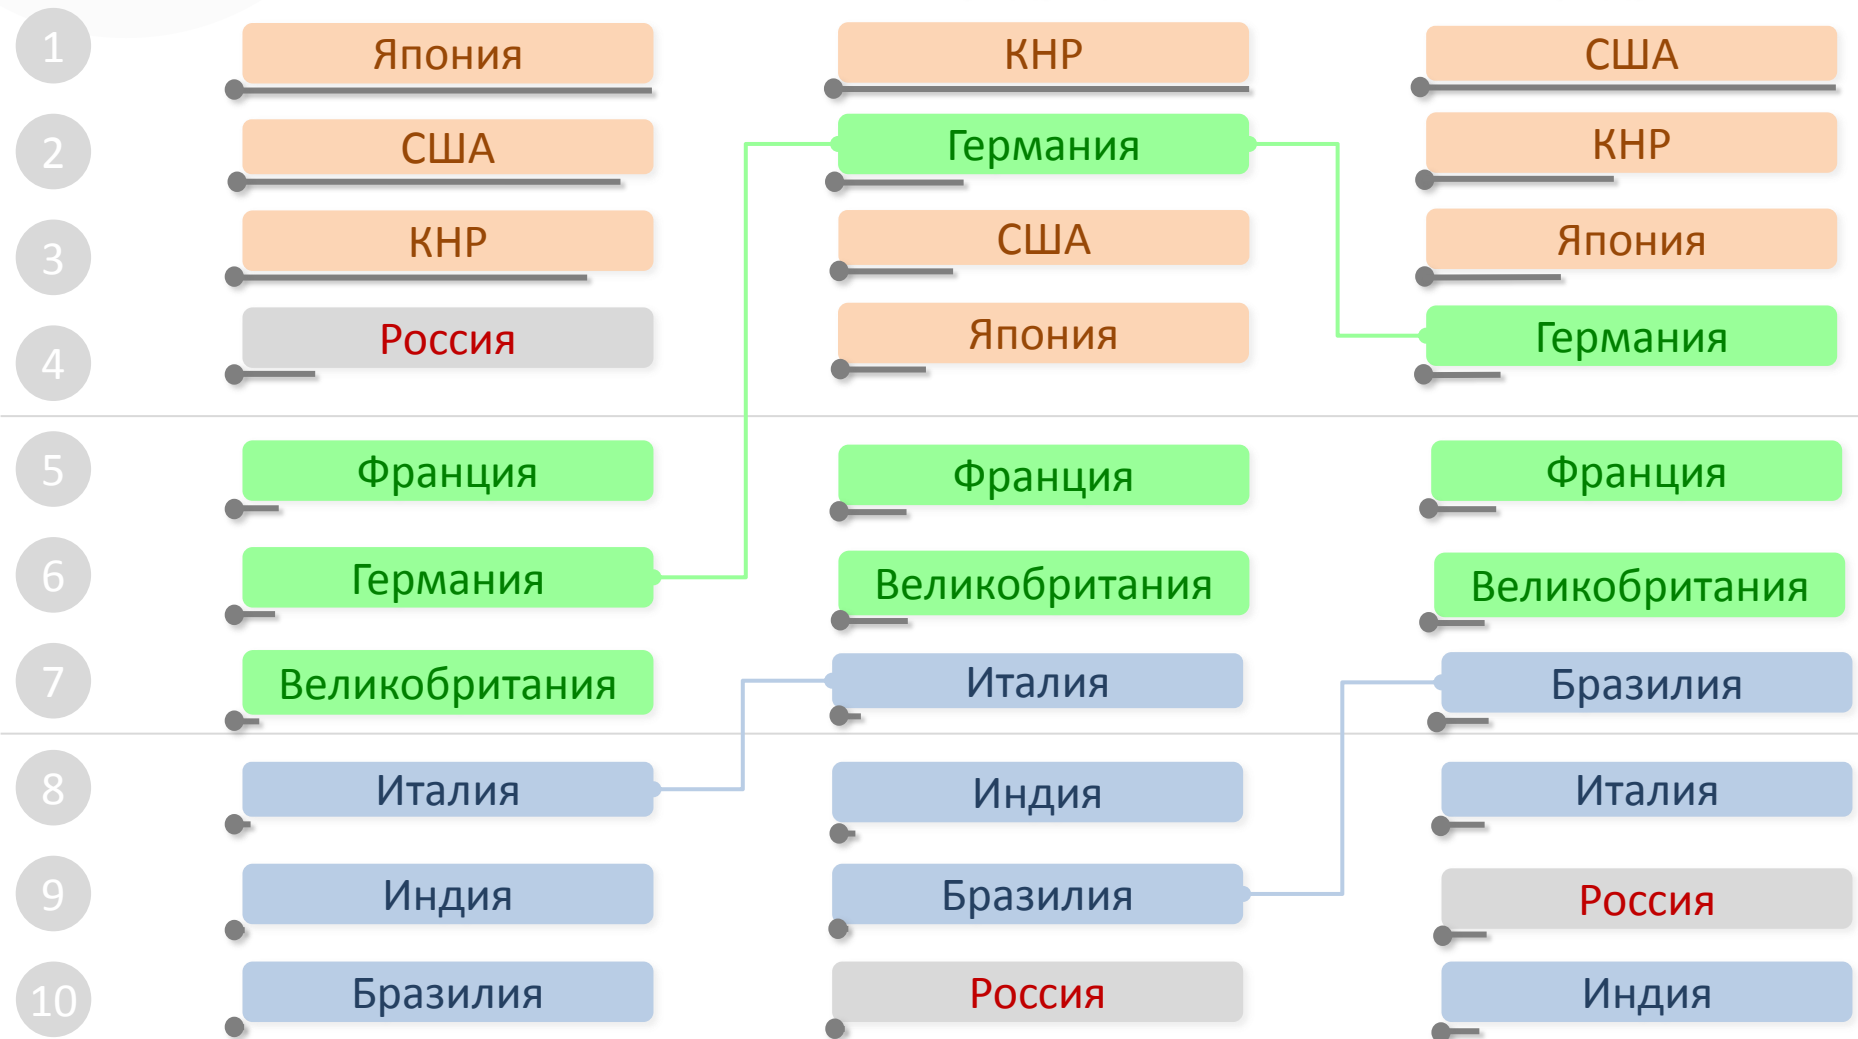 1 Япония КНР США
2 США Германия КНР
3 КНР США Япония
4 Россия Япония Германия
5 Франция Франция Франция
6 Германия Великобритания Великобритания
7 Великобритания Италия Бразилия
8 Италия Индия Италия
9 Индия Бразилия Россия
10 Бразилия Россия Индия